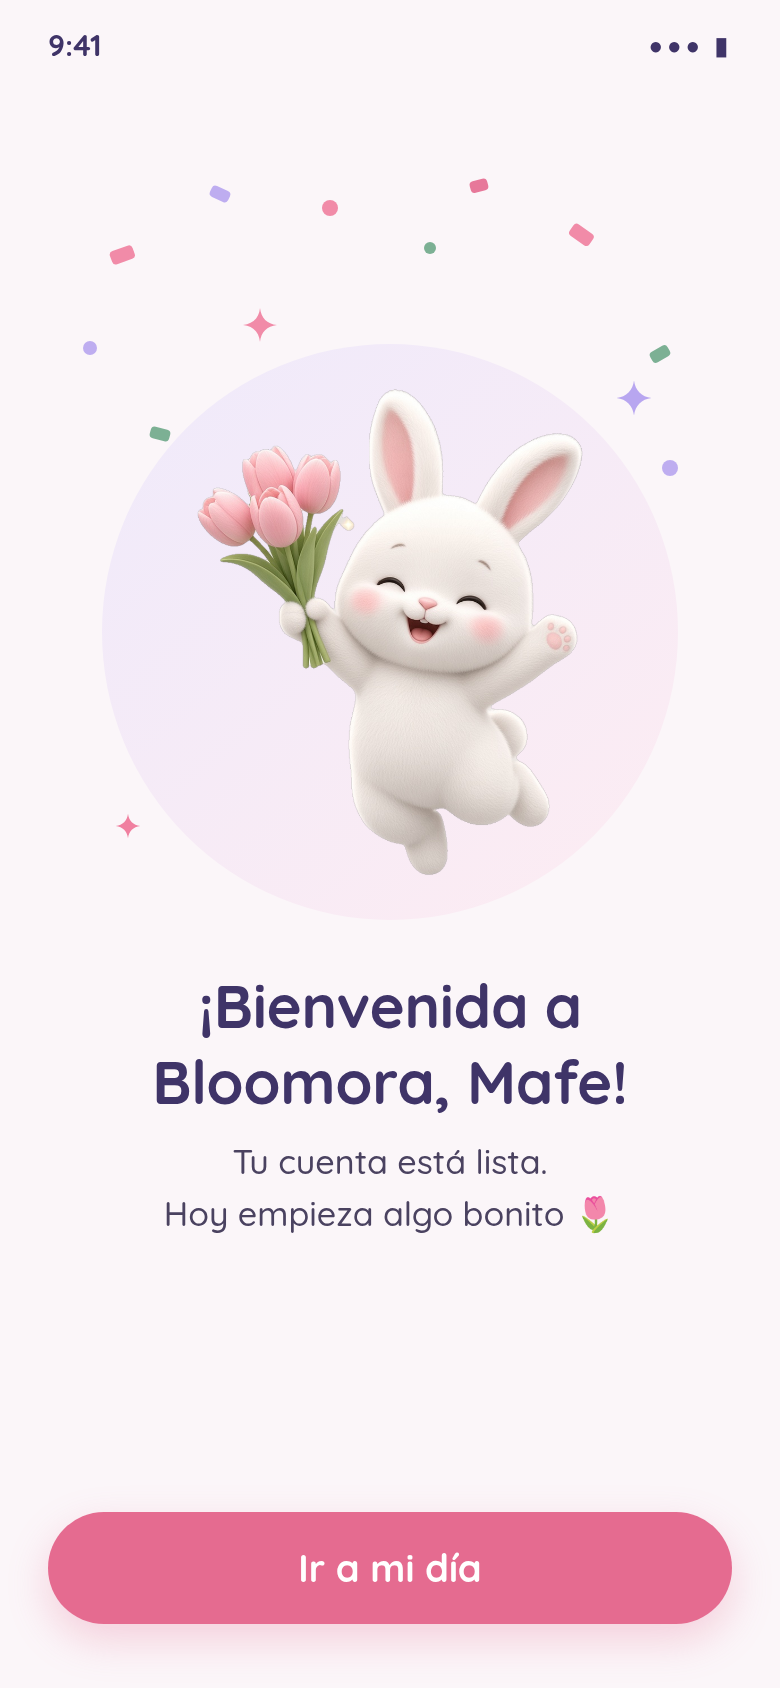 9:41
¡Bienvenida a
Bloomora, Mafe!
Tu cuenta está lista.
Hoy empieza algo bonito 🌷
Ir a mi día